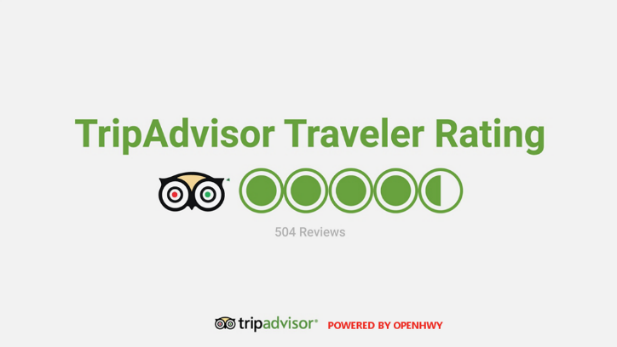 TripAdvisor Traveler Rating
504 Reviews
tripadvisor® POWERED BY OPENHWY